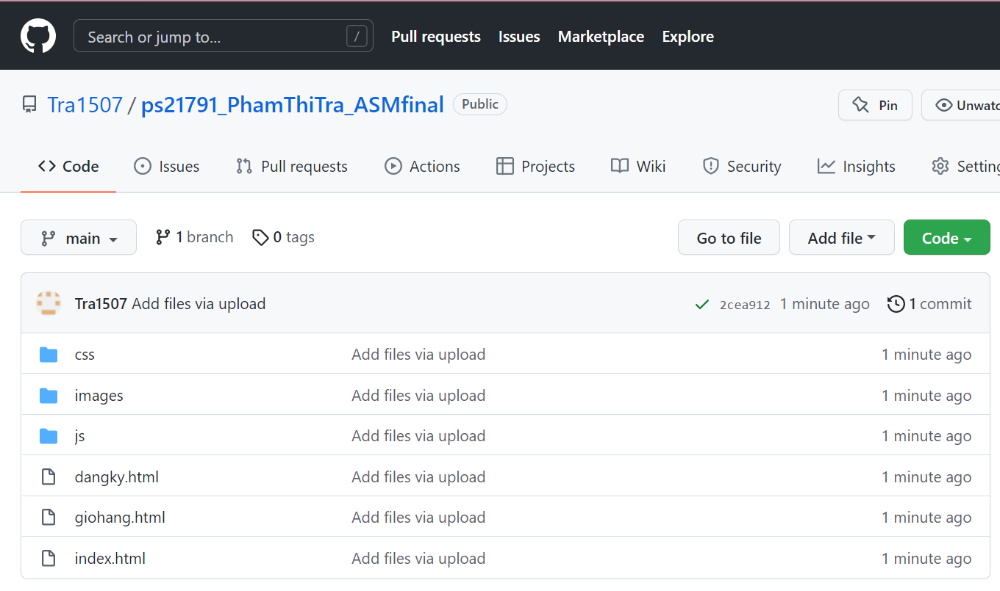 Search or jump to... / Pull requests Issues Marketplace Explore
Tra1507 / ps21791_PhamThiTra_ASMfinal Public Pin Unwatc
Code Issues Pull requests Actions Projects Wiki Security Insights Setting
main 1 branch 0 tags Go to file Add file Code
Tra1507 Add files via upload 2cea912 1 minute ago 1 commit
css Add files via upload 1 minute ago
images Add files via upload 1 minute ago
js Add files via upload 1 minute ago
dangky.html Add files via upload 1 minute ago
giohang.html Add files via upload 1 minute ago
index.html Add files via upload 1 minute ago